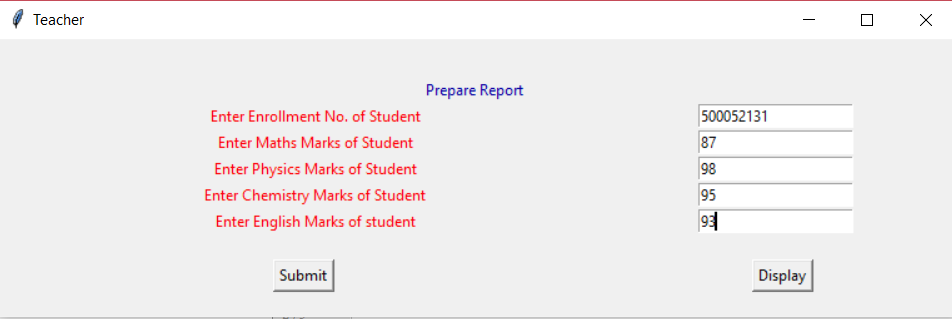 Teacher
Prepare Report
Enter Enrollment No. of Student 500052131
Enter Maths Marks of Student 87
Enter Physics Marks of Student 98
Enter Chemistry Marks of Student 95
Enter English Marks of student 93
Submit Display